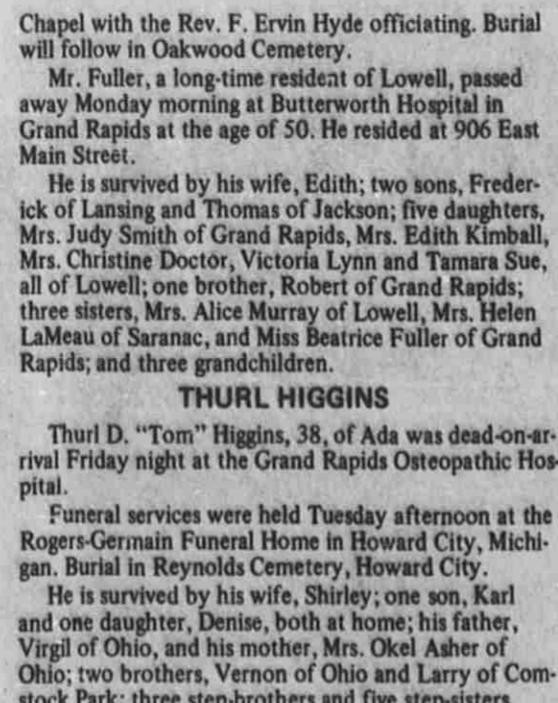 Chapel with the Rev. F. Ervin Hyde officiating. Burial
will follow in Oakwood Cemetery.
Mr. Fuller, a long-time resident of Lowell, passed
away Monday morning at Butterworth Hospital in
Grand Rapids at the age of 50. He resided at 906 East
Main Street.
He is survived by his wife, Edith; two sons, Freder-
ick of Lansing and Thomas of Jackson; five daughters,
Mrs. Judy Smith of Grand Rapids, Mrs. Edith Kimball,
Mrs. Christine Doctor, Victoria Lynn and Tamara Sue,
all of Lowell; one brother, Robert of Grand Rapids;
three sisters, Mrs. Alice Murray of Lowell, Mrs. Helen
LaMeau of Saranac, and Miss Beatrice Fuller of Grand
Rapids; and three grandchildren.
THURL HIGGINS
Thurl D. "Tom" Higgins, 38, of Ada was dead-on-ar-
rival Friday night at the Grand Rapids Osteopathic Hos-
pital.
Funeral services were held Tuesday afternoon at the
Rogers-Germain Funeral Home in Howard City, Michi-
gan. Burial in Reynolds Cemetery, Howard City.
He is survived by his wife, Shirley; one son, Karl
and one daughter, Denise, both at home; his father,
Virgil of Ohio, and his mother, Mrs. Okel Asher of
Ohio; two brothers, Vernon of Ohio and Larry of Com-
stock Park; three step-brothers and five step-sisters